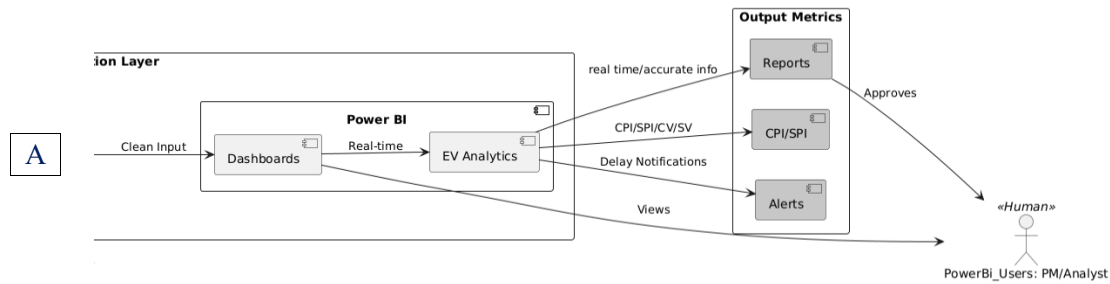 Output Metrics
ion Layer
Reports
real time/accurate info
Approves
Power BI
A
Clean Input
Dashboards
Real-time
EV Analytics
CPI/SPI/CV/SV
CPI/SPI
Delay Notifications
Alerts
Views
«Human»
PowerBi_Users: PM/Analyst